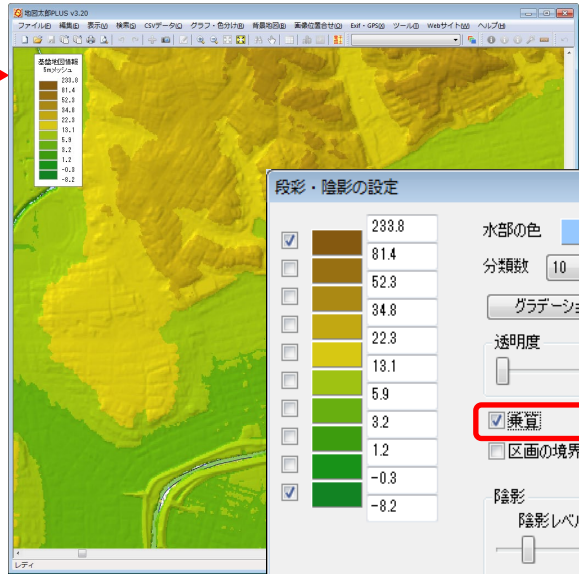 地図太郎PLUS v3.20
ファイル(F) 編集(E) 表示(V) 検索(S) CSVデータ(C) グラフ・色分け(B) 背景地図(B) 画像位置合せ(Q) Exif・GPS(X) ツール(T) Webサイト(W) ヘルプ(H)
基盤地図情報
5mメッシュ
233.8
81.4
52.3
34.8
22.3
13.1
5.9
3.2
1.2
-0.3
-8.2
レディ
段彩・陰影の設定
233.8
81.4
52.3
34.8
22.3
13.1
5.9
3.2
1.2
-0.3
-8.2
水部の色
分類数 10
グラデーショ
透明度
乗算
区画の境界
陰影
陰影レベル